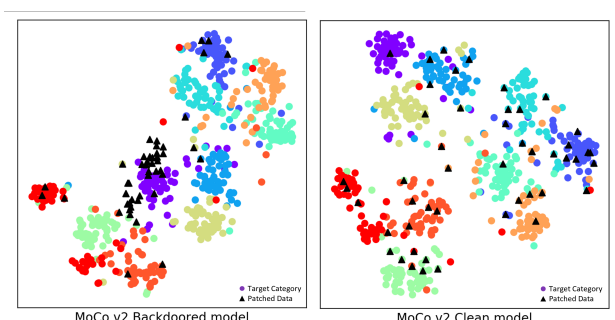 Target Category
Patched Data
Target Category
Patched Data
MoCo v2 Backdoored model
MoCo v2 Clean model